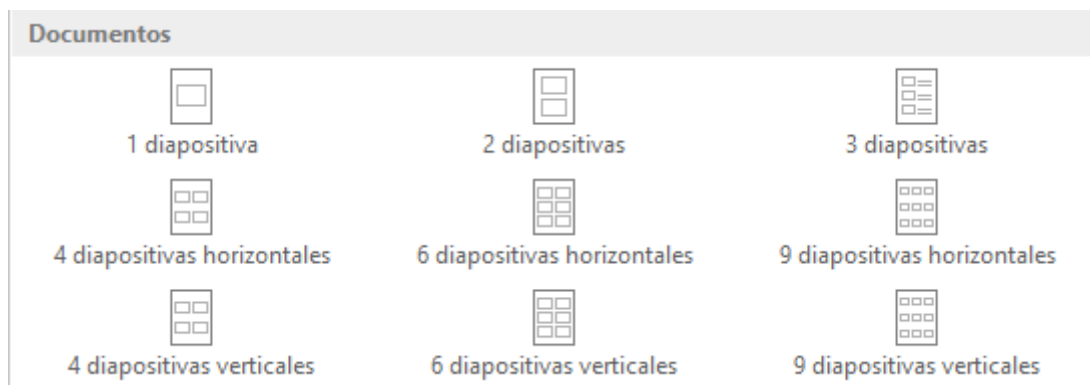 Documentos
1 diapositiva
2 diapositivas
3 diapositivas
4 diapositivas horizontales
6 diapositivas horizontales
9 diapositivas horizontales
4 diapositivas verticales
6 diapositivas verticales
9 diapositivas verticales